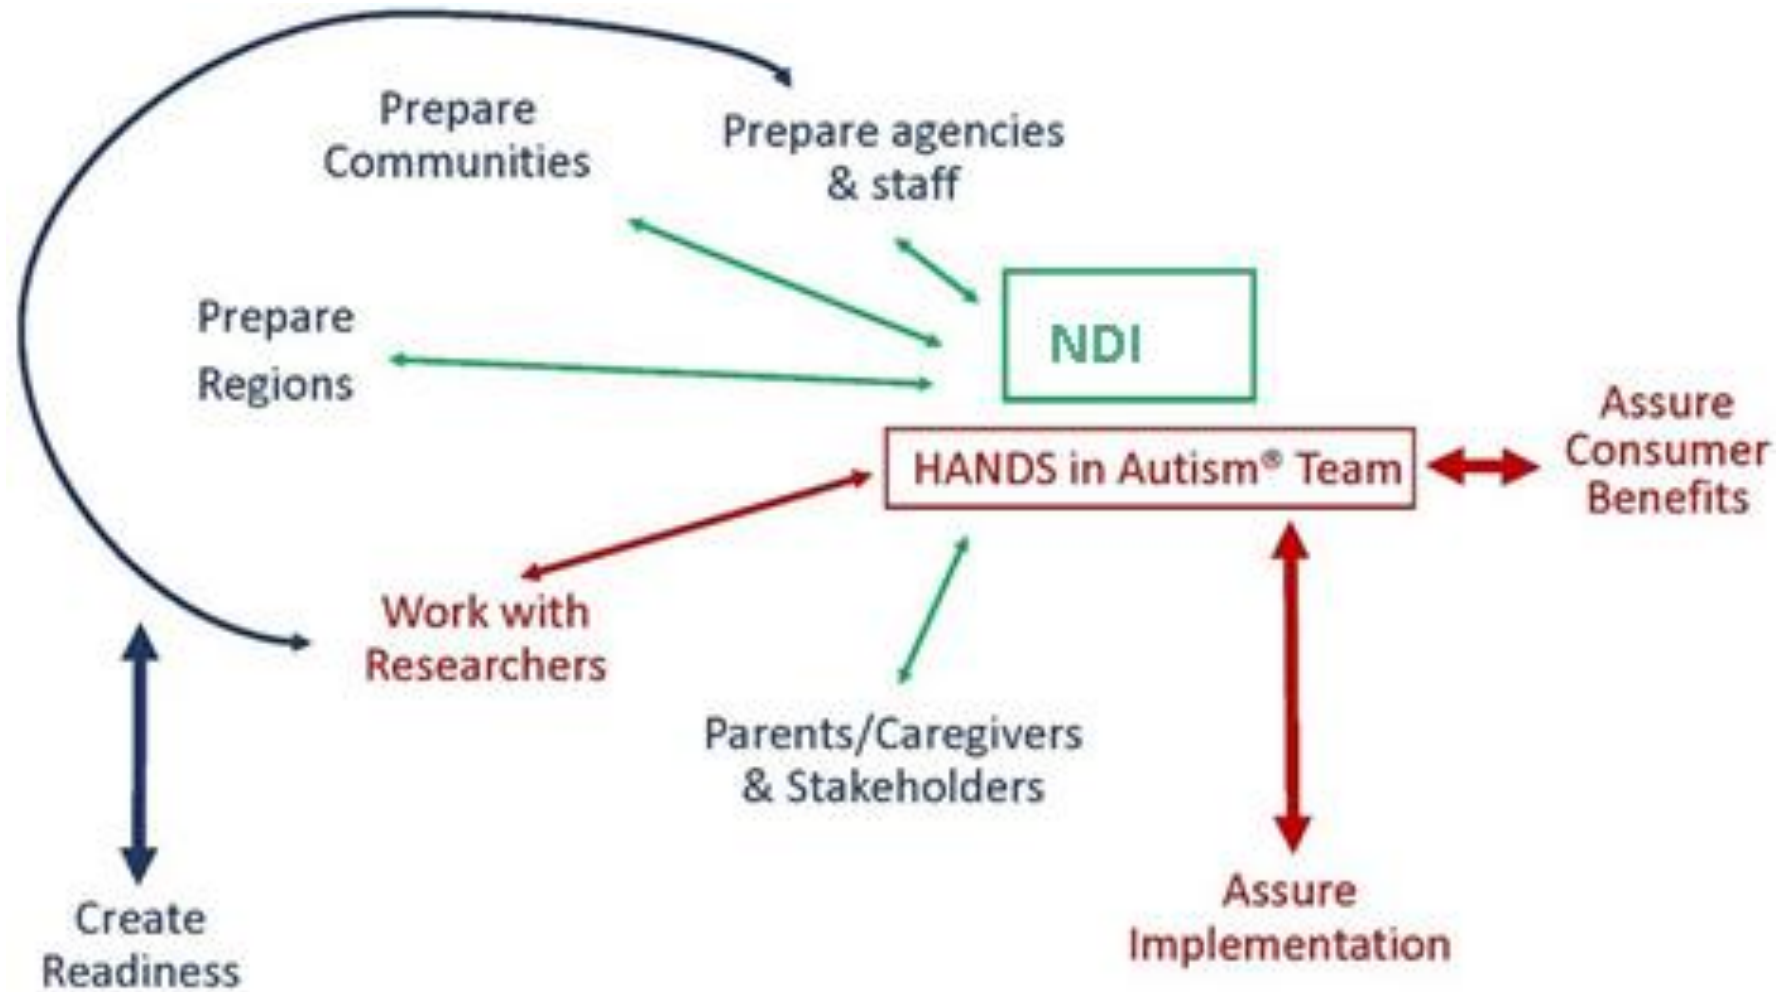 Prepare
Communities
Prepare agencies
& staff
Prepare
Regions
NDI
HANDS in Autism® Team
Assure
Consumer
Benefits
Work with
Researchers
Parents/Caregivers
& Stakeholders
Create
Readiness
Assure
Implementation